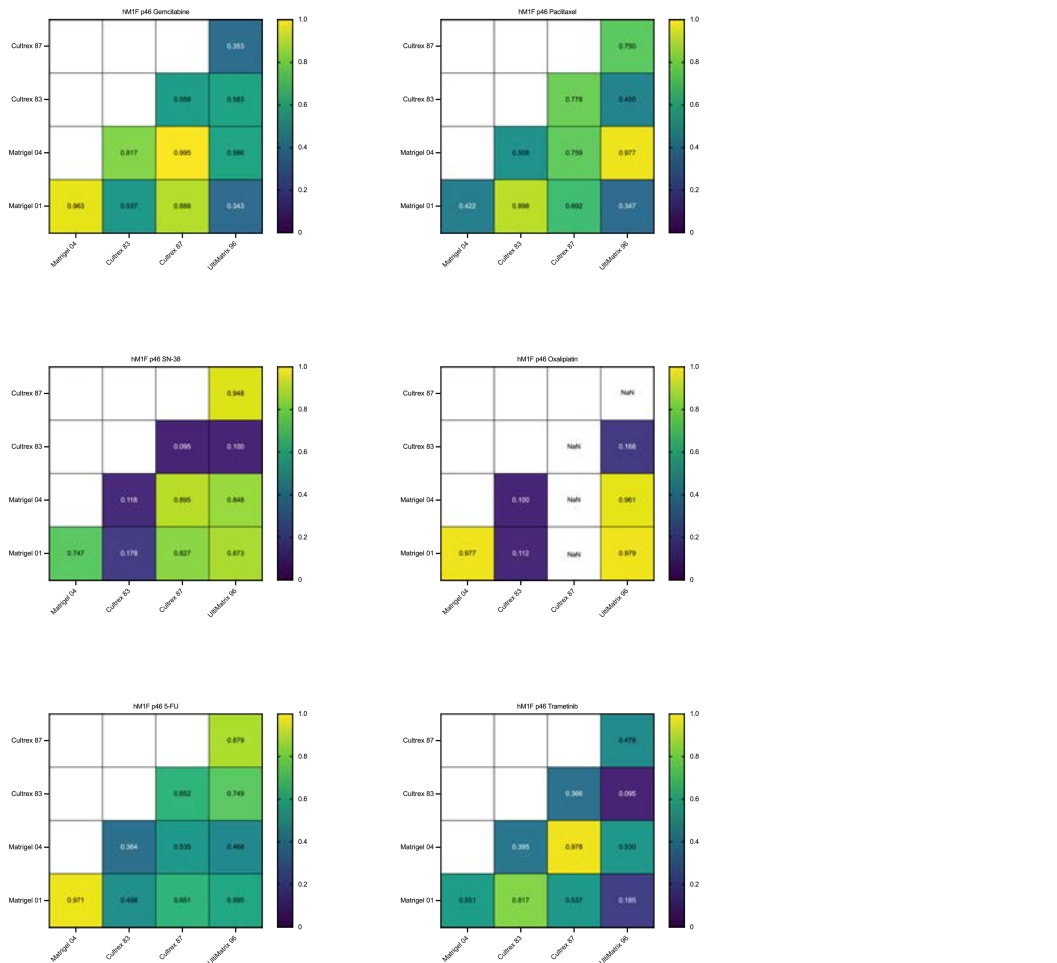 hM1F p46 Gemcitabine
Cultrex 87
Cultrex 83
Matrigel 04
Matrigel 01
0.353
0.583
0.817 0.995 0.586
0.963 0.537 0.888 0.343
Matrigel 04
Cultrex 83
Cultrex 87
UltiMatrix 96
1.0
0.8
0.6
0.4
0.2
0
hM1F p46 Paclitaxel
Cultrex 87
Cultrex 83
Matrigel 04
Matrigel 01
0.750
0.778 0.450
0.508 0.759 0.977
0.422 0.898 0.692 0.347
Matrigel 04
Cultrex 83
Cultrex 87
UltiMatrix 96
1.0
0.8
0.6
0.4
0.2
0
hM1F p46 SN-38
Cultrex 87
Cultrex 83
Matrigel 04
Matrigel 01
0.948
0.095 0.100
0.118 0.895 0.848
0.747 0.178 0.827 0.873
Matrigel 04
Cultrex 83
Cultrex 87
UltiMatrix 96
1.0
0.8
0.6
0.4
0.2
0
hM1F p46 Oxaliplatin
Cultrex 87
Cultrex 83
Matrigel 04
Matrigel 01
NaN
NaN 0.168
0.100 NaN 0.961
0.977 0.112 NaN 0.979
Matrigel 04
Cultrex 83
Cultrex 87
UltiMatrix 96
1.0
0.8
0.6
0.4
0.2
0
hM1F p46 5-FU
Cultrex 87
Cultrex 83
Matrigel 04
Matrigel 01
0.879
0.652 0.749
0.364 0.535 0.468
0.971 0.498 0.651 0.595
Matrigel 04
Cultrex 83
Cultrex 87
UltiMatrix 96
1.0
0.8
0.6
0.4
0.2
0
hM1F p46 Trametinib
Cultrex 87
Cultrex 83
Matrigel 04
Matrigel 01
0.478
0.366 0.095
0.395 0.978 0.530
0.551 0.817 0.537 0.185
Matrigel 04
Cultrex 83
Cultrex 87
UltiMatrix 96
1.0
0.8
0.6
0.4
0.2
0